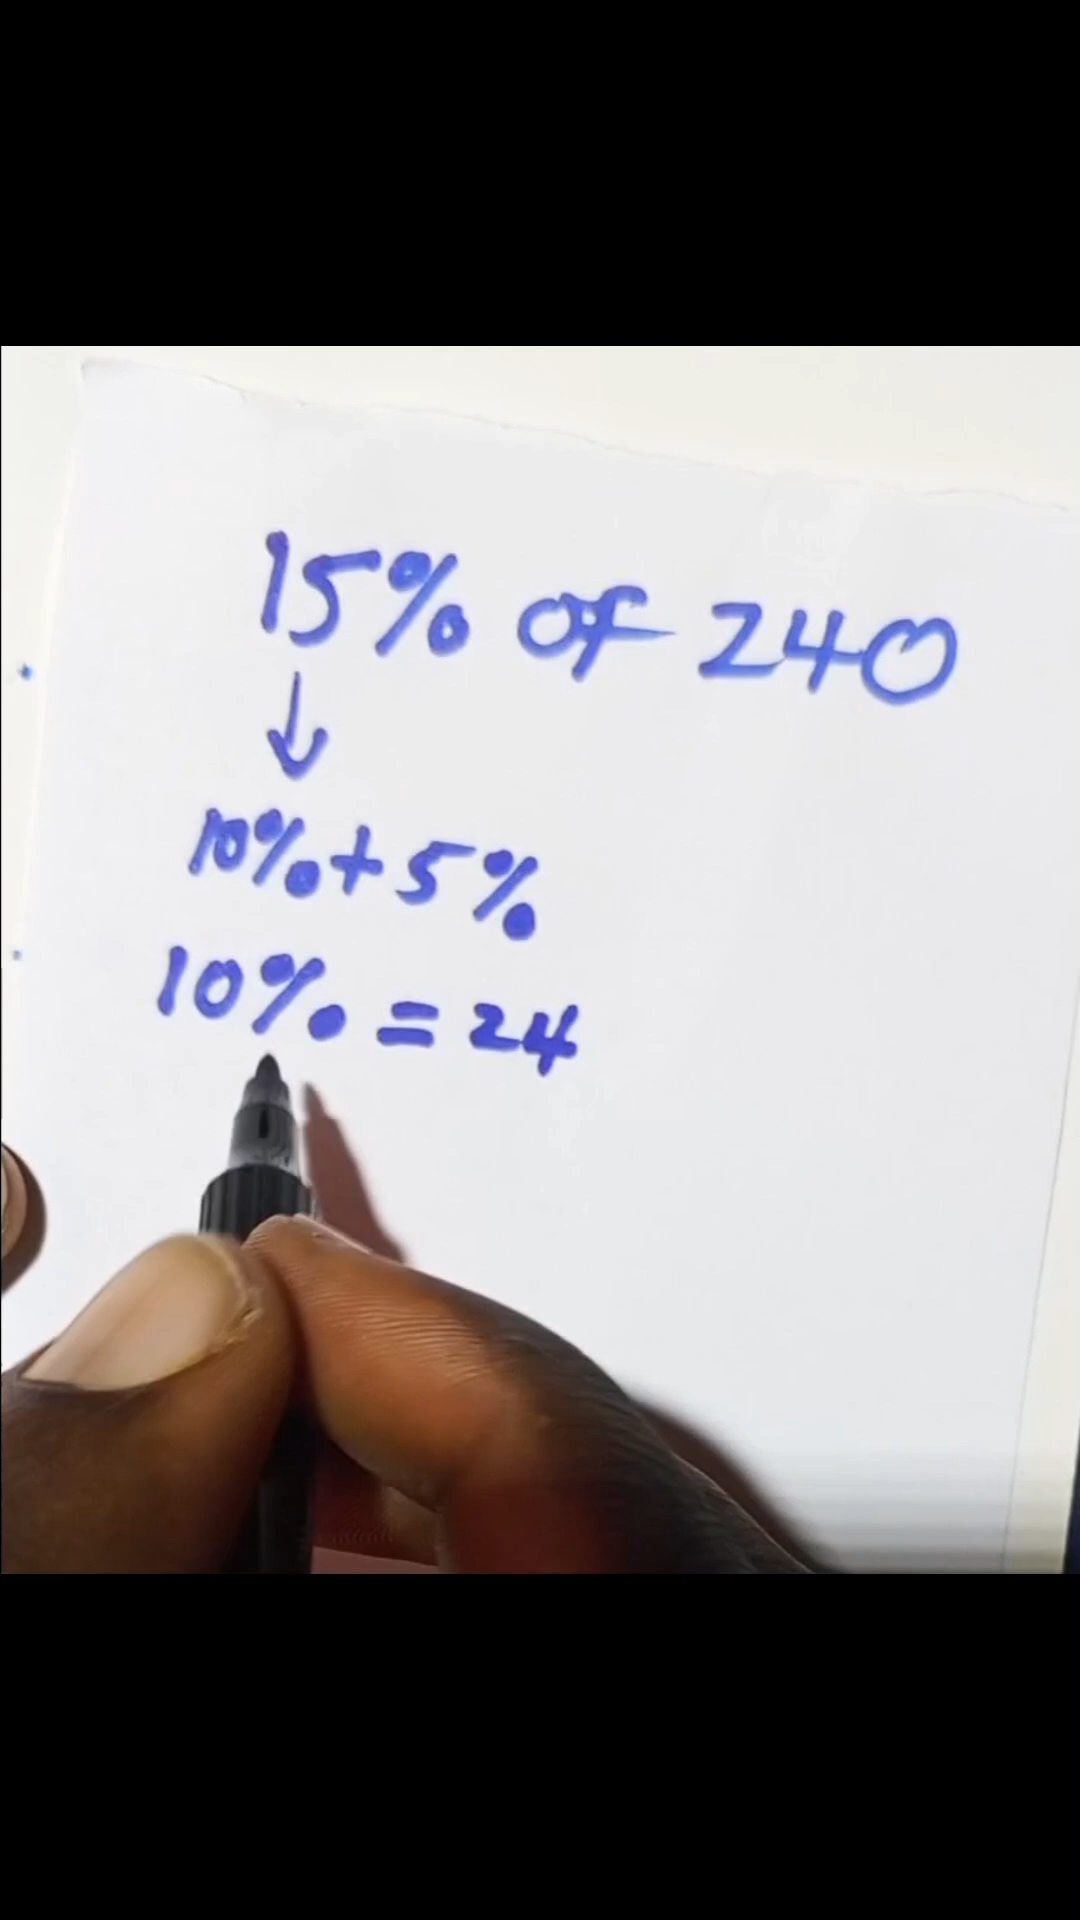 15% of 240
↓
10%+5%
10% = 24